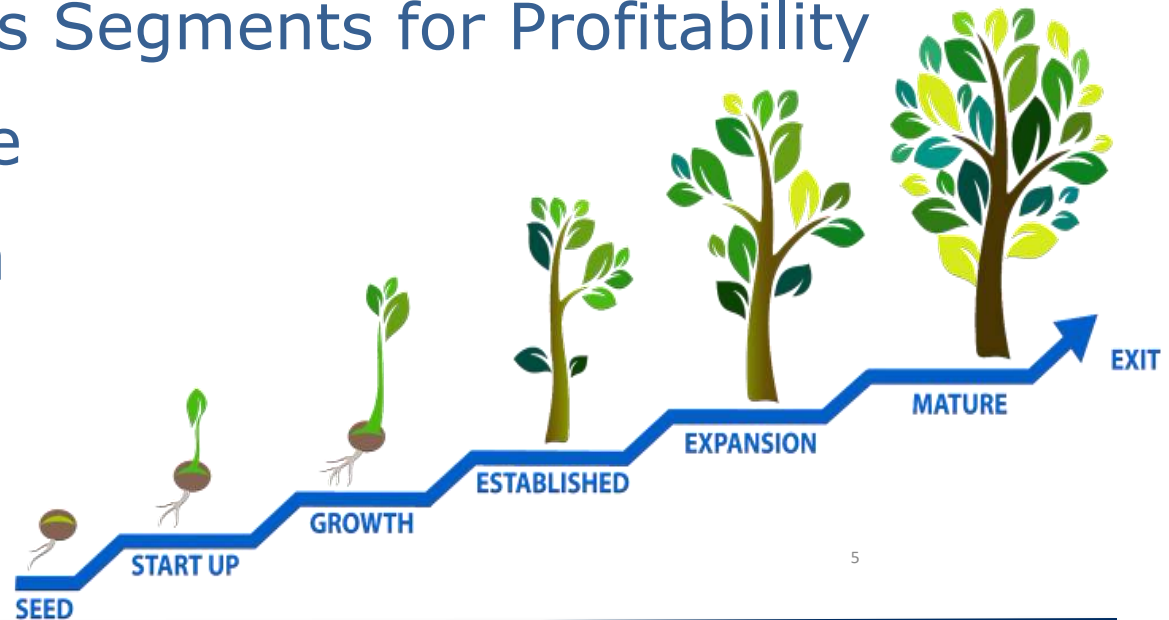 s Segments for Profitability
e
EXIT
MATURE
EXPANSION
ESTABLISHED
GROWTH
START UP
5
SEED